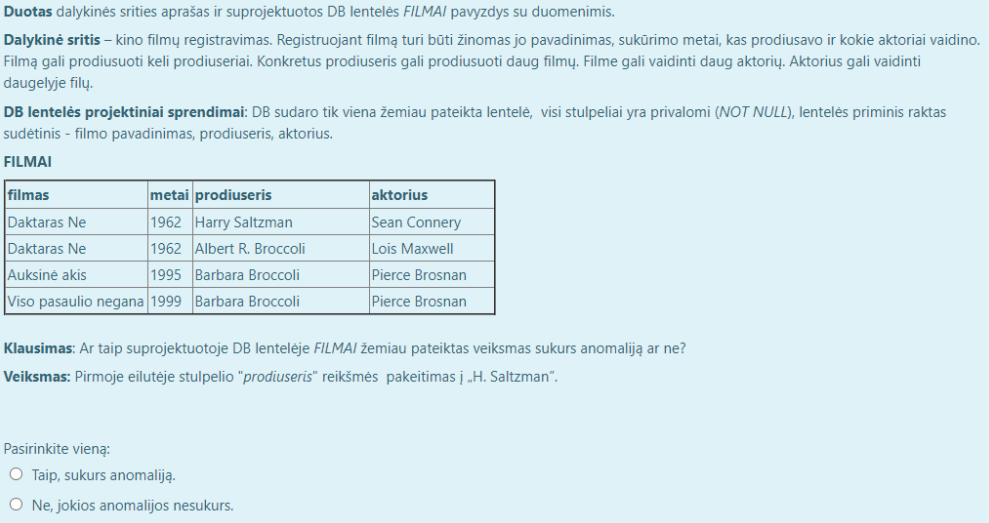 Duotas dalykinės srities aprašas ir suprojektuotos DB lentelės FILMAI pavyzdys su duomenimis.
Dalykinė sritis – kino filmų registravimas. Registruojant filmą turi būti žinomas jo pavadinimas, sukūrimo metai, kas prodiusavo ir kokie aktoriai vaidino.
Filmą gali prodiusuoti keli prodiuseriai. Konkretus prodiuseris gali prodiusuoti daug filmų. Filme gali vaidinti daug aktorių. Aktorius gali vaidinti
daugelyje filų.
DB lentelės projektiniai sprendimai: DB sudaro tik viena žemiau pateikta lentelė, visi stulpeliai yra privalomi (NOT NULL), lentelės priminis raktas
sudėtinis - filmo pavadinimas, prodiuseris, aktorius.
FILMAI
filmas metai prodiuseris aktorius
Daktaras Ne 1962 Harry Saltzman Sean Connery
Daktaras Ne 1962 Albert R. Broccoli Lois Maxwell
Auksinė akis 1995 Barbara Broccoli Pierce Brosnan
Viso pasaulio negana 1999 Barbara Broccoli Pierce Brosnan
Klausimas: Ar taip suprojektuotoje DB lentelėje FILMAI žemiau pateiktas veiksmas sukurs anomaliją ar ne?
Veiksmas: Pirmoje eilutėje stulpelio "prodiuseris" reikšmės pakeitimas į „H. Saltzman“.
Pasirinkite vieną:
Taip, sukurs anomaliją.
Ne, jokios anomalijos nesukurs.